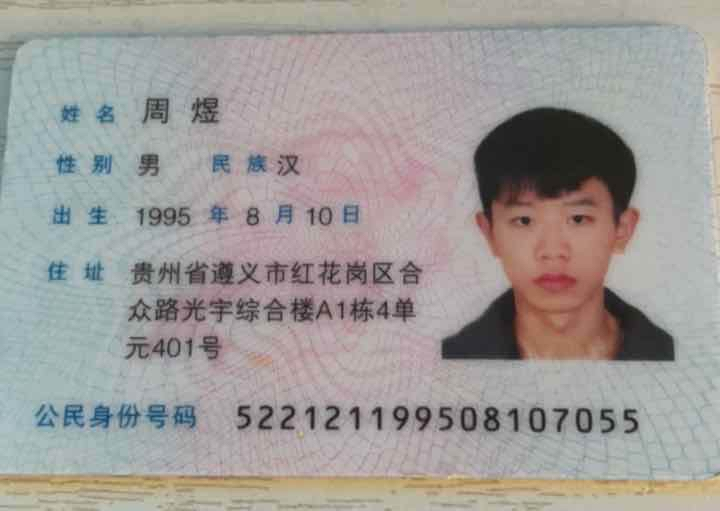 姓名 周煜
性别 男 民族 汉
出生 1995 年 8 月 10 日
住址 贵州省遵义市红花岗区合
众路光宇综合楼A1栋4单
元401号
公民身份号码 522121199508107055